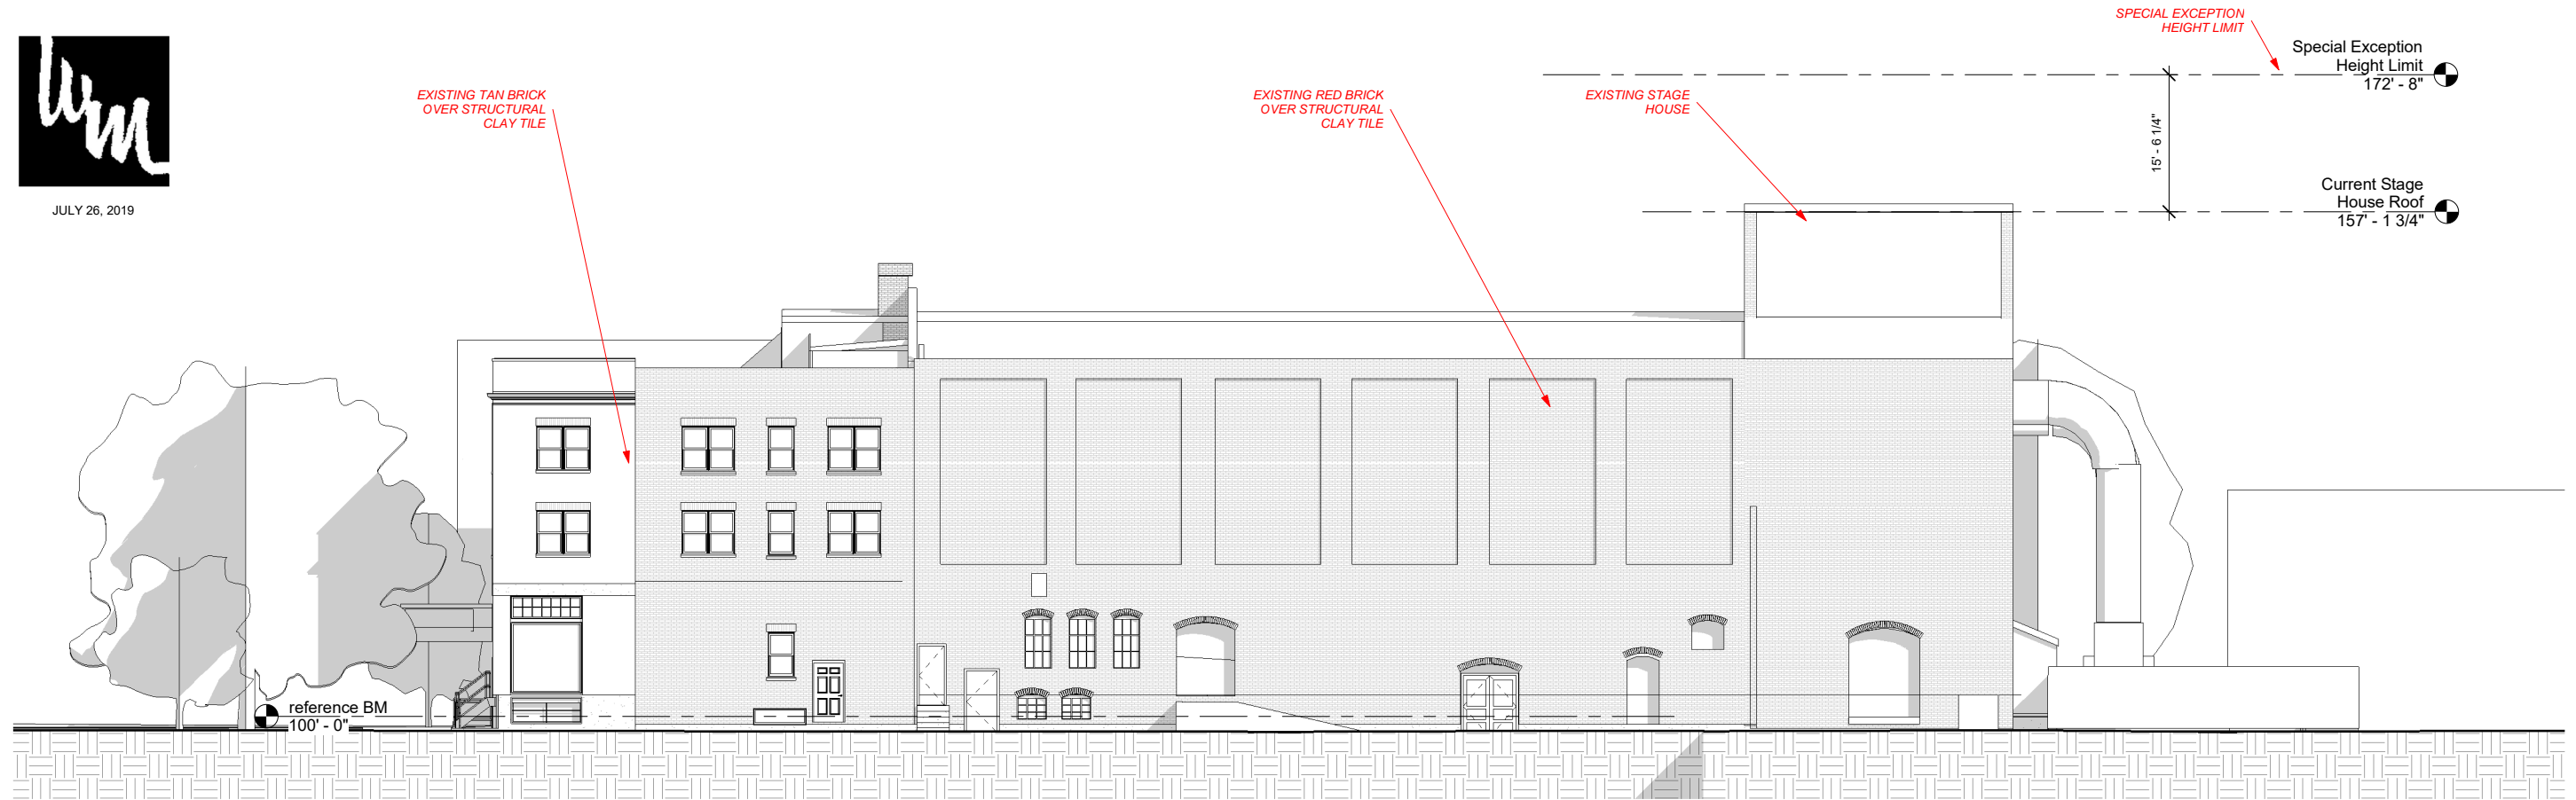 SPECIAL EXCEPTION
HEIGHT LIMIT
Special Exception
Height Limit
172' - 8"
EXISTING TAN BRICK
OVER STRUCTURAL
CLAY TILE
EXISTING RED BRICK
OVER STRUCTURAL
CLAY TILE
EXISTING STAGE
HOUSE
15' - 6 1/4"
Current Stage
House Roof
157' - 1 3/4"
WM
JULY 26, 2019
reference BM
100' - 0"